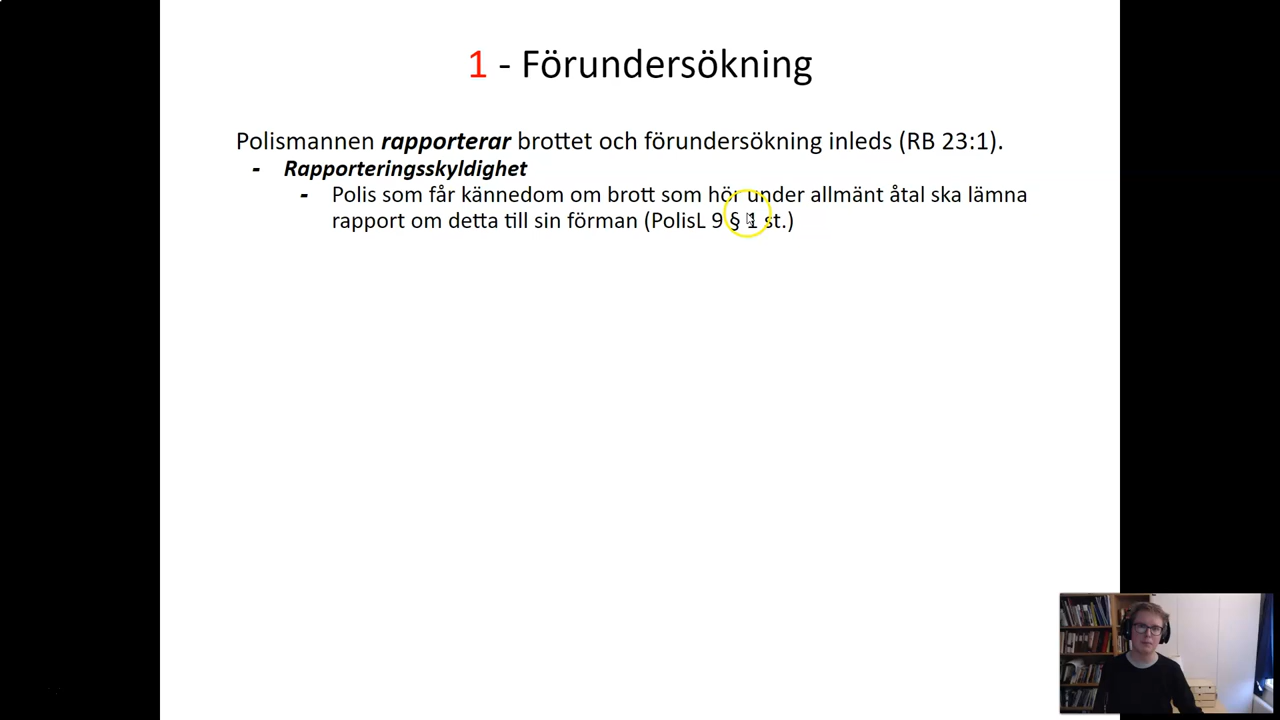 1 - Förundersökning
Polismannen rapporterar brottet och förundersökning inleds (RB 23:1).
- Rapporteringsskyldighet
- Polis som får kännedom om brott som hör under allmänt åtal ska lämna
rapport om detta till sin förman (PolisL 9 § 1 st.)